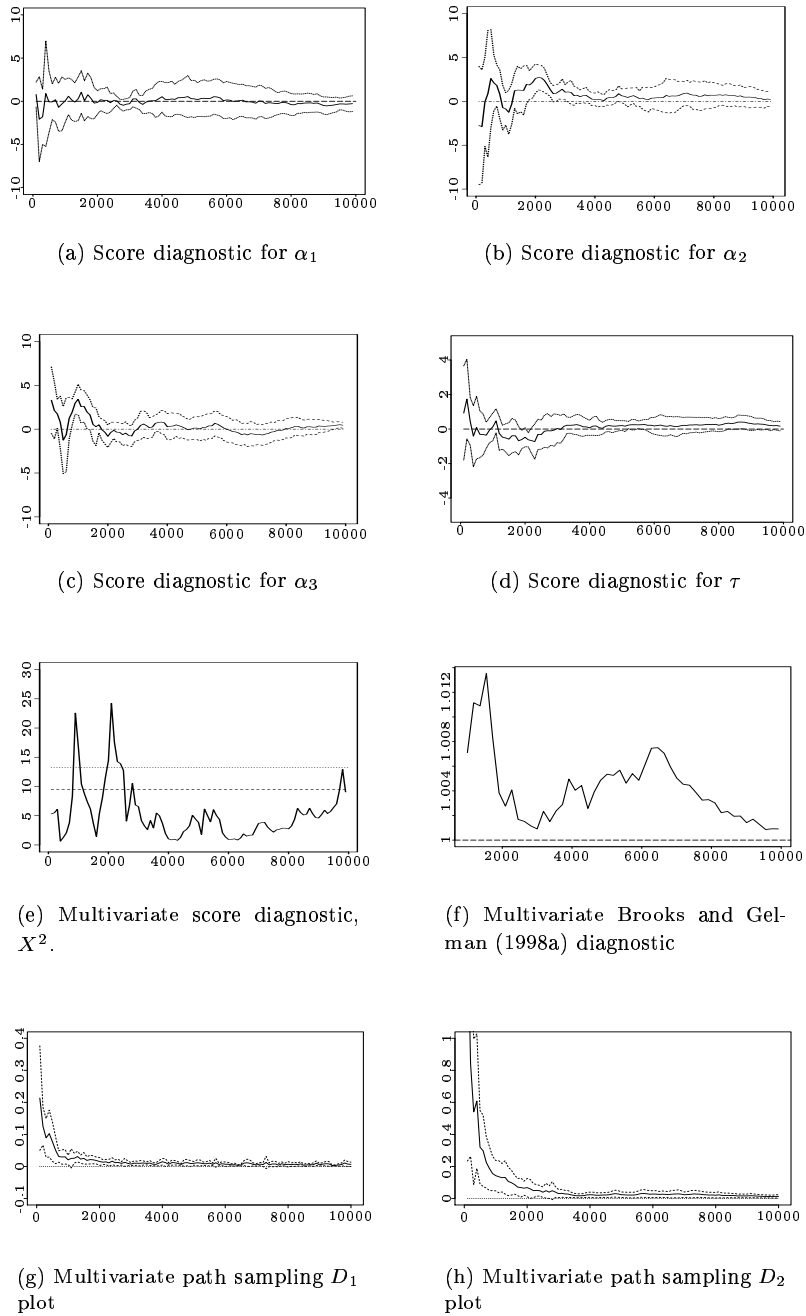 -10 -5 0 5 10
0 2000 4000 6000 8000 10000
(a) Score diagnostic for α1
-10 -5 0 5 10
0 2000 4000 6000 8000 10000
(b) Score diagnostic for α2
-10 -5 0 5 10
0 2000 4000 6000 8000 10000
(c) Score diagnostic for α3
-4 -2 0 2 4
0 2000 4000 6000 8000 10000
(d) Score diagnostic for τ
0 5 10 15 20 25 30
0 2000 4000 6000 8000 10000
(e) Multivariate score diagnostic,
X².
1 1.004 1.008 1.012
2000 4000 6000 8000 10000
(f) Multivariate Brooks and Gel-
man (1998a) diagnostic
-0.1 0 0.1 0.2 0.3 0.4
0 2000 4000 6000 8000 10000
(g) Multivariate path sampling D1
plot
0 0.2 0.4 0.6 0.8 1
0 2000 4000 6000 8000 10000
(h) Multivariate path sampling D2
plot